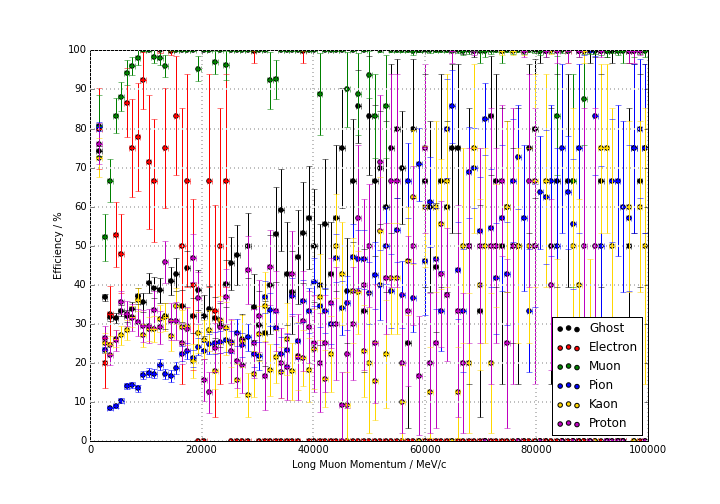 100
90
80
70
60
50
40
30
20
10
0
Efficiency / %
Ghost
Electron
Muon
Pion
Kaon
Proton
0 20000 40000 60000 80000 100000
Long Muon Momentum / MeV/c